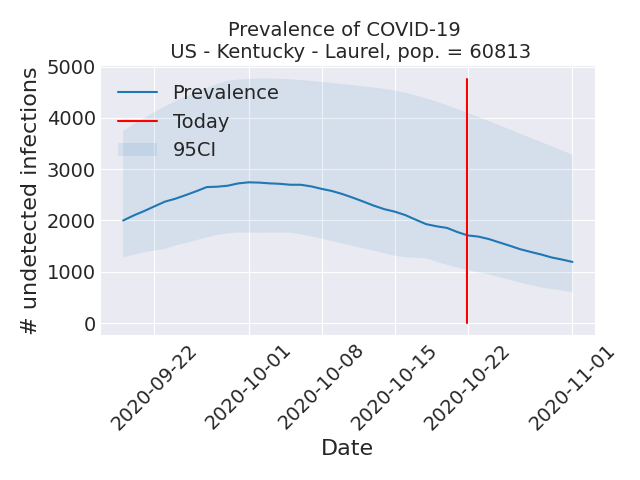 Prevalence of COVID-19
US - Kentucky - Laurel, pop. = 60813
# undetected infections
5000
4000
3000
2000
1000
0
Prevalence
Today
95CI
2020-09-22
2020-10-01
2020-10-08
2020-10-15
2020-10-22
2020-11-01
Date